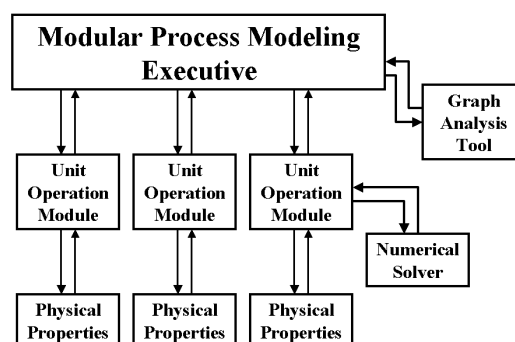 Modular Process Modeling
Executive
Graph
Analysis
Tool
Unit
Operation
Module
Unit
Operation
Module
Unit
Operation
Module
Numerical
Solver
Physical
Properties
Physical
Properties
Physical
Properties